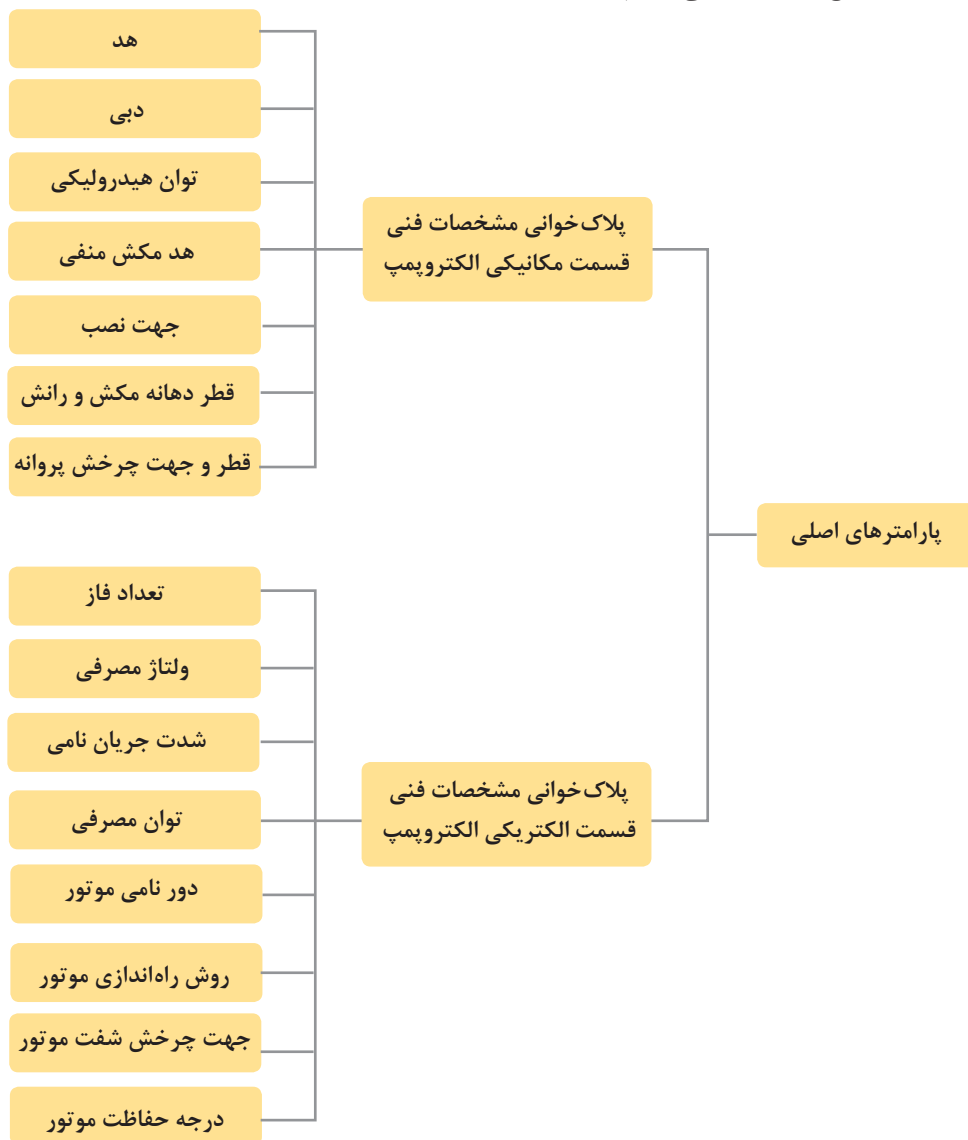 پارامترهای اصلی
پلاک‌خوانی مشخصات فنی
قسمت مکانیکی الکتروپمپ
هد
دبی
توان هیدرولیکی
هد مکش منفی
جهت نصب
قطر دهانه مکش و رانش
قطر و جهت چرخش پروانه
پلاک‌خوانی مشخصات فنی
قسمت الکتریکی الکتروپمپ
تعداد فاز
ولتاژ مصرفی
شدت جریان نامی
توان مصرفی
دور نامی موتور
روش راه‌اندازی موتور
جهت چرخش شفت موتور
درجه حفاظت موتور